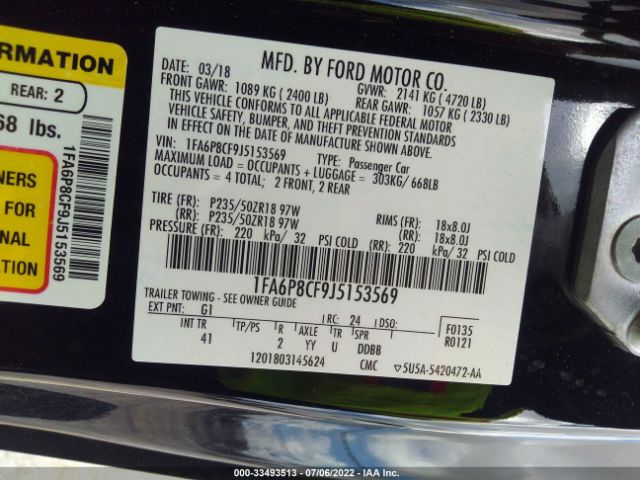 FORMATION
REAR: 2
68 lbs.
NERS
FOR
NAL
ION
1FA6P8CF9J5153569
MFD. BY FORD MOTOR CO.
DATE: 03/18
FRONT GAWR: 1089 KG ( 2400 LB)
GVWR: 2141 KG ( 4720 LB)
REAR GAWR: 1057 KG ( 2330 LB)
THIS VEHICLE CONFORMS TO ALL APPLICABLE FEDERAL MOTOR
VEHICLE SAFETY, BUMPER, AND THEFT PREVENTION STANDARDS
IN EFFECT ON THE DATE OF MANUFACTURE SHOWN ABOVE.
VIN: 1FA6P8CF9J5153569
TYPE: Passenger Car
MAXIMUM LOAD = OCCUPANTS + LUGGAGE = 303KG/ 668LB
OCCUPANTS = 4 TOTAL; 2 FRONT, 2 REAR
TIRE (FR): P235/50ZR18 97W
(RR): P235/50ZR18 97W
RIMS (FR): 18x8.0J
(RR): 18x8.0J
PRESSURE (FR): 220 kPa/ 32 PSI COLD
(RR): 220 kPa/ 32 PSI COLD
1FA6P8CF9J5153569
TRAILER TOWING - SEE OWNER GUIDE
EXT PNT: G1 RC: 24 DSO:
F0135
R0121
INT TR TP/PS R AXLE TR SPR
41 2 YY U DDBB
1201803145624 CMC ▽5U5A-5420472-AA
000-33493513 - 07/06/2022 - IAA Inc.